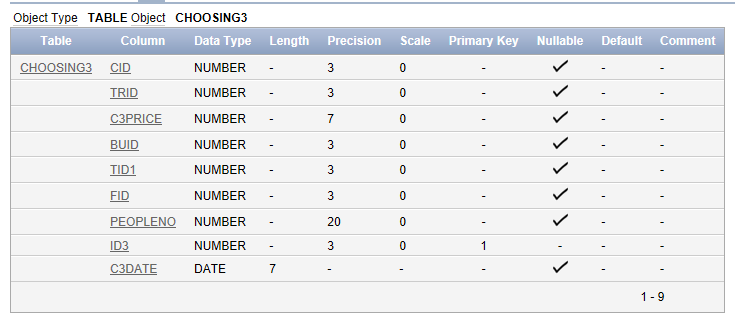 Object Type TABLE Object CHOOSING3
Table Column Data Type Length Precision Scale Primary Key Nullable Default Comment
CHOOSING3 CID NUMBER - 3 0 - ✓ - -
TRID NUMBER - 3 0 - ✓ - -
C3PRICE NUMBER - 7 0 - ✓ - -
BUID NUMBER - 3 0 - ✓ - -
TID1 NUMBER - 3 0 - ✓ - -
FID NUMBER - 3 0 - ✓ - -
PEOPLENO NUMBER - 20 0 - ✓ - -
ID3 NUMBER - 3 0 1 - - -
C3DATE DATE 7 - - - ✓ - -
1 - 9